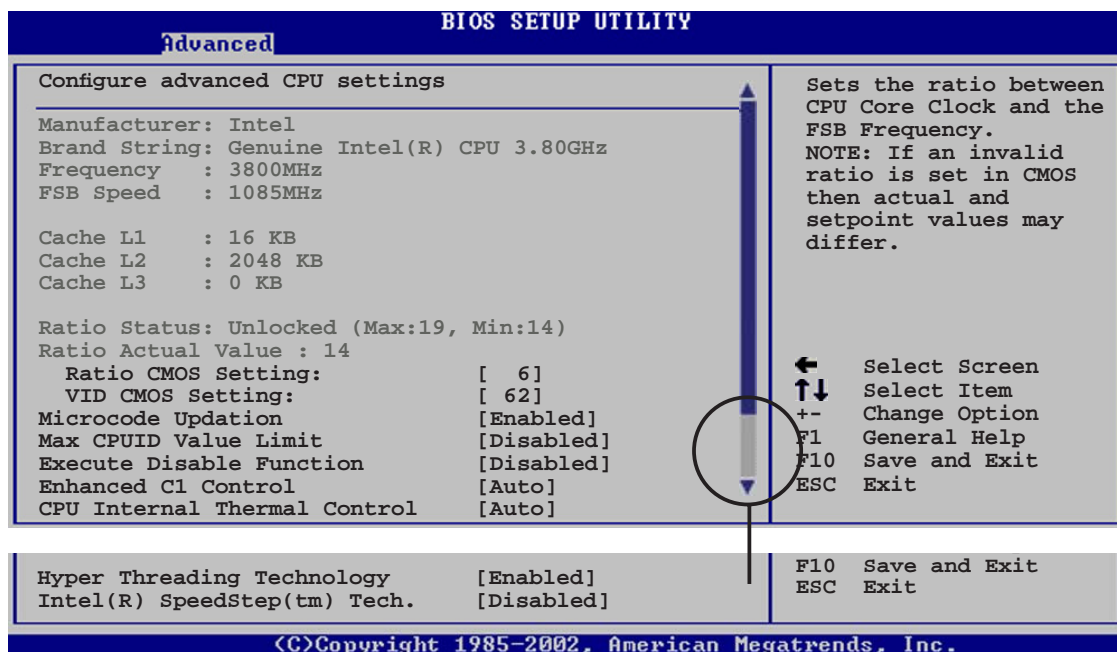 BIOS SETUP UTILITY
Advanced
Configure advanced CPU settings
Manufacturer: Intel
Brand String: Genuine Intel(R) CPU 3.80GHz
Frequency : 3800MHz
FSB Speed : 1085MHz
Cache L1 : 16 KB
Cache L2 : 2048 KB
Cache L3 : 0 KB
Ratio Status: Unlocked (Max:19, Min:14)
Ratio Actual Value : 14
Ratio CMOS Setting: [ 6]
VID CMOS Setting: [ 62]
Microcode Updation [Enabled]
Max CPUID Value Limit [Disabled]
Execute Disable Function [Disabled]
Enhanced C1 Control [Auto]
CPU Internal Thermal Control [Auto]
Sets the ratio between
CPU Core Clock and the
FSB Frequency.
NOTE: If an invalid
ratio is set in CMOS
then actual and
setpoint values may
differ.
← Select Screen
↑↓ Select Item
+- Change Option
F1 General Help
F10 Save and Exit
ESC Exit
Hyper Threading Technology [Enabled]
Intel(R) SpeedStep(tm) Tech. [Disabled]
F10 Save and Exit
ESC Exit
(C)Copyright 1985-2002, American Megatrends, Inc.